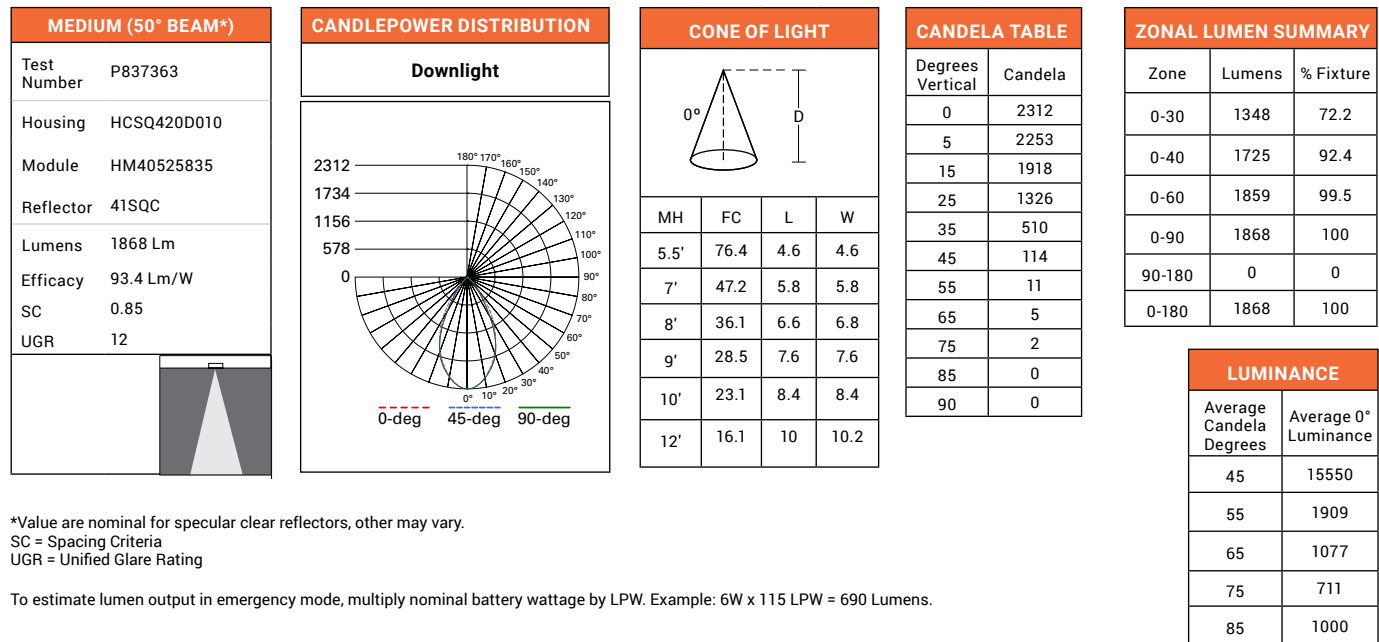 MEDIUM (50° BEAM*)
Test Number P837363
Housing HCSQ420D010
Module HM40525835
Reflector 41SQC
Lumens 1868 Lm
Efficacy 93.4 Lm/W
SC 0.85
UGR 12
CANDLEPOWER DISTRIBUTION
Downlight
2312
1734
1156
578
0
180° 170° 160° 150° 140° 130° 120° 110° 100° 90° 80° 70° 60° 50° 40° 30° 20° 10° 0°
0-deg 45-deg 90-deg
CONE OF LIGHT
0° D
MH FC L W
5.5' 76.4 4.6 4.6
7' 47.2 5.8 5.8
8' 36.1 6.6 6.8
9' 28.5 7.6 7.6
10' 23.1 8.4 8.4
12' 16.1 10 10.2
CANDELA TABLE
Degrees Vertical Candela
0 2312
5 2253
15 1918
25 1326
35 510
45 114
55 11
65 5
75 2
85 0
90 0
ZONAL LUMEN SUMMARY
Zone Lumens % Fixture
0-30 1348 72.2
0-40 1725 92.4
0-60 1859 99.5
0-90 1868 100
90-180 0 0
0-180 1868 100
LUMINANCE
Average Candela Degrees Average 0° Luminance
45 15550
55 1909
65 1077
75 711
85 1000
*Value are nominal for specular clear reflectors, other may vary.
SC = Spacing Criteria
UGR = Unified Glare Rating
To estimate lumen output in emergency mode, multiply nominal battery wattage by LPW. Example: 6W x 115 LPW = 690 Lumens.